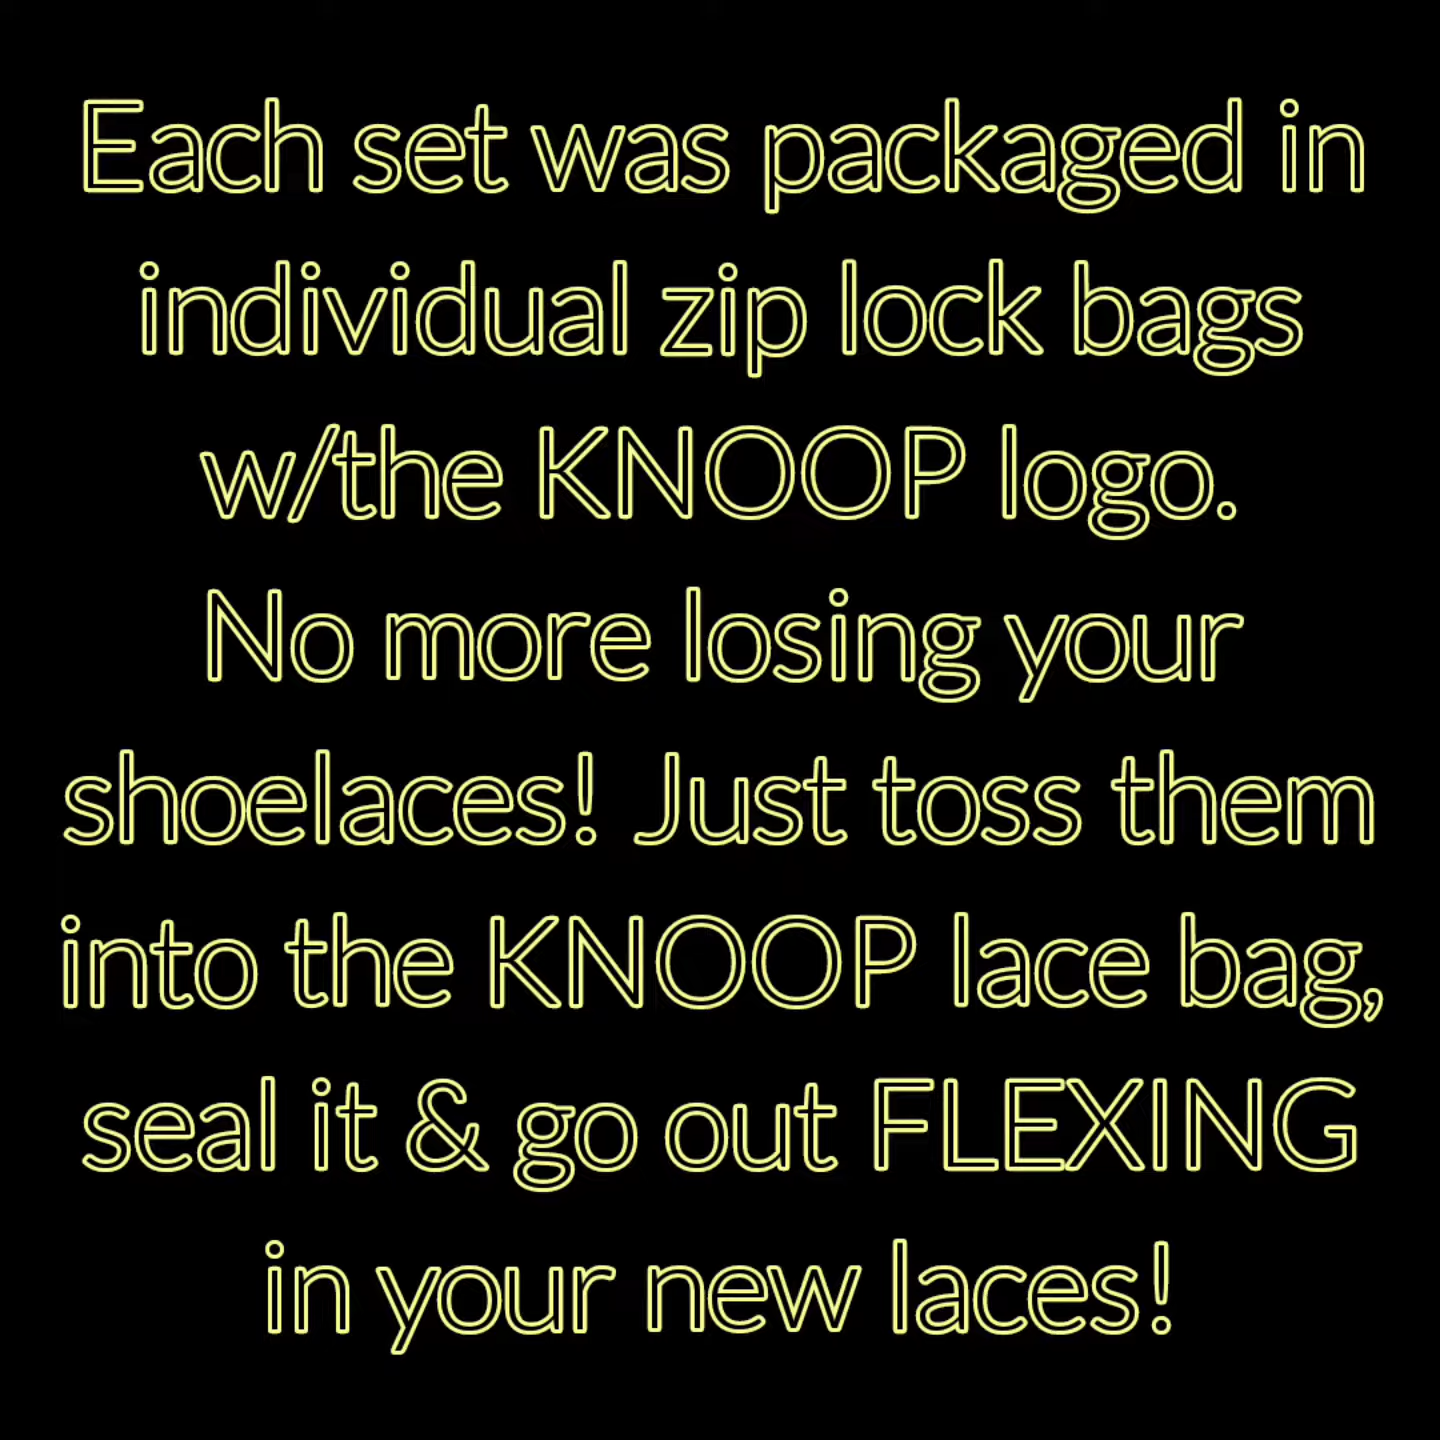 Each set was packaged in
individual zip lock bags
w/the KNOOP logo.
No more losing your
shoelaces! Just toss them
into the KNOOP lace bag,
seal it & go out FLEXING
in your new laces!